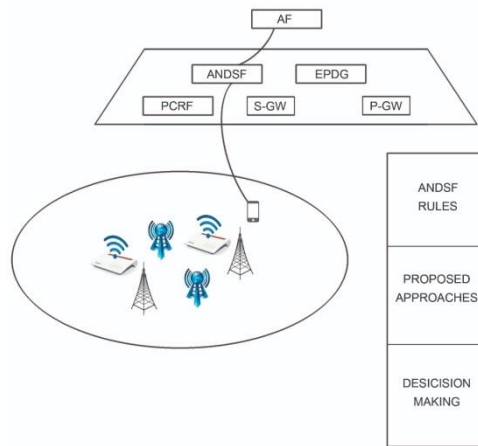 AF
ANDSF
EPDG
PCRF
S-GW
P-GW
ANDSF
RULES
PROPOSED
APPROACHES
DESICISION
MAKING